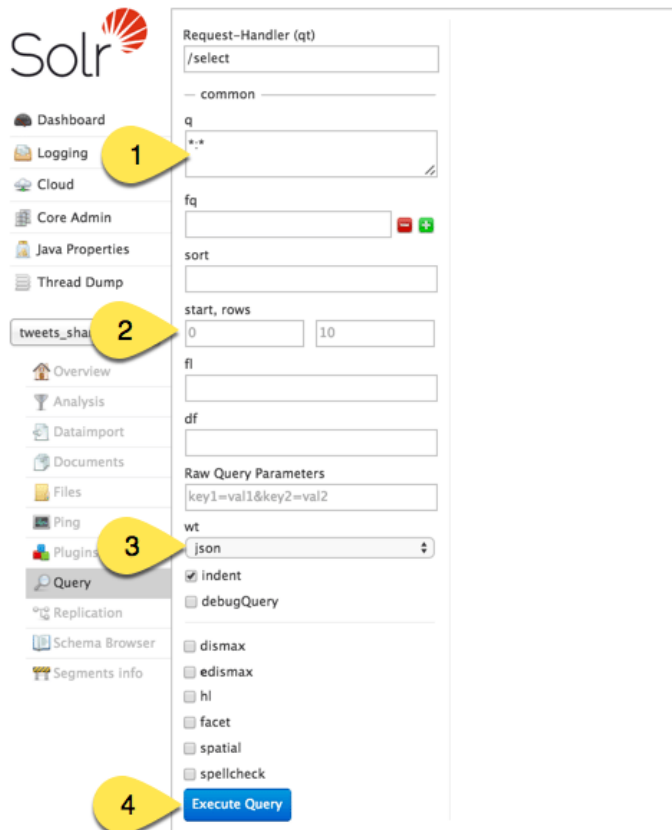 Solr
Dashboard
Logging
Cloud
Core Admin
Java Properties
Thread Dump
tweets_sha
Overview
Analysis
Dataimport
Documents
Files
Ping
Plugins
Query
Replication
Schema Browser
Segments info
Request-Handler (qt)
/select
common
q
1
*:*
fq
sort
start, rows
2
0 10
fl
df
Raw Query Parameters
key1=val1&key2=val2
wt
3
json
indent
debugQuery
dismax
edismax
hl
facet
spatial
spellcheck
4
Execute Query